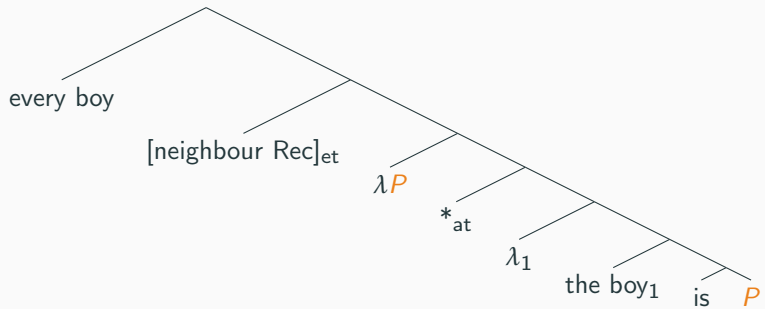 every boy
[neighbour Rec]et
λP
*at
λ1
the boy1
is
P